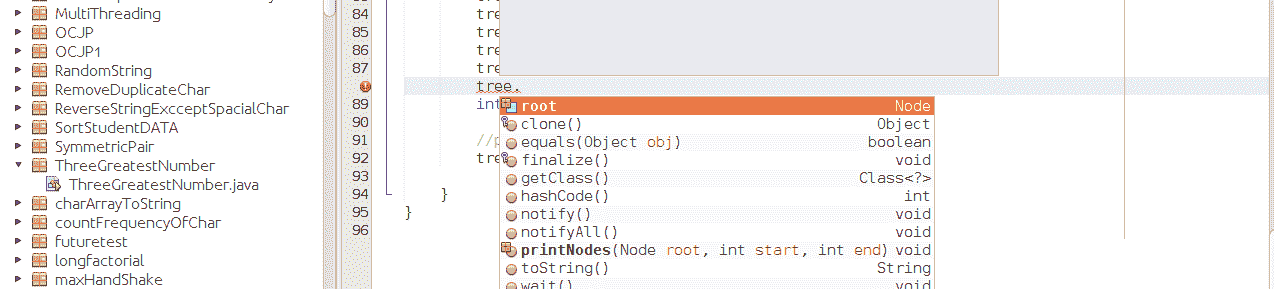 MultiThreading
OCJP
OCJP1
RandomString
RemoveDuplicateChar
ReverseStringExcceptSpacialChar
SortStudentDATA
SymmetricPair
ThreeGreatestNumber
ThreeGreatestNumber.java
charArrayToString
countFrequencyOfChar
futuretest
longfactorial
maxHandShake
84 tre
85 tre
86 tre
87 tre
tree.
89 int
90
91 //p
92 tre
93
94 }
95 }
96
root Node
clone() Object
equals(Object obj) boolean
finalize() void
getClass() Class<?>
hashCode() int
notify() void
notifyAll() void
printNodes(Node root, int start, int end) void
toString() String
wait() void